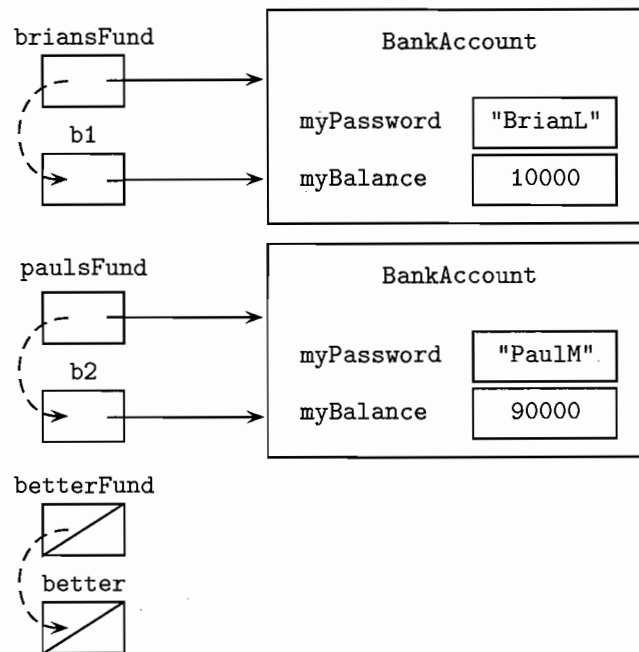 briansFund
BankAccount
myPassword "BrianL"
b1
myBalance 10000
paulsFund
BankAccount
myPassword "PaulM"
b2
myBalance 90000
betterFund
better